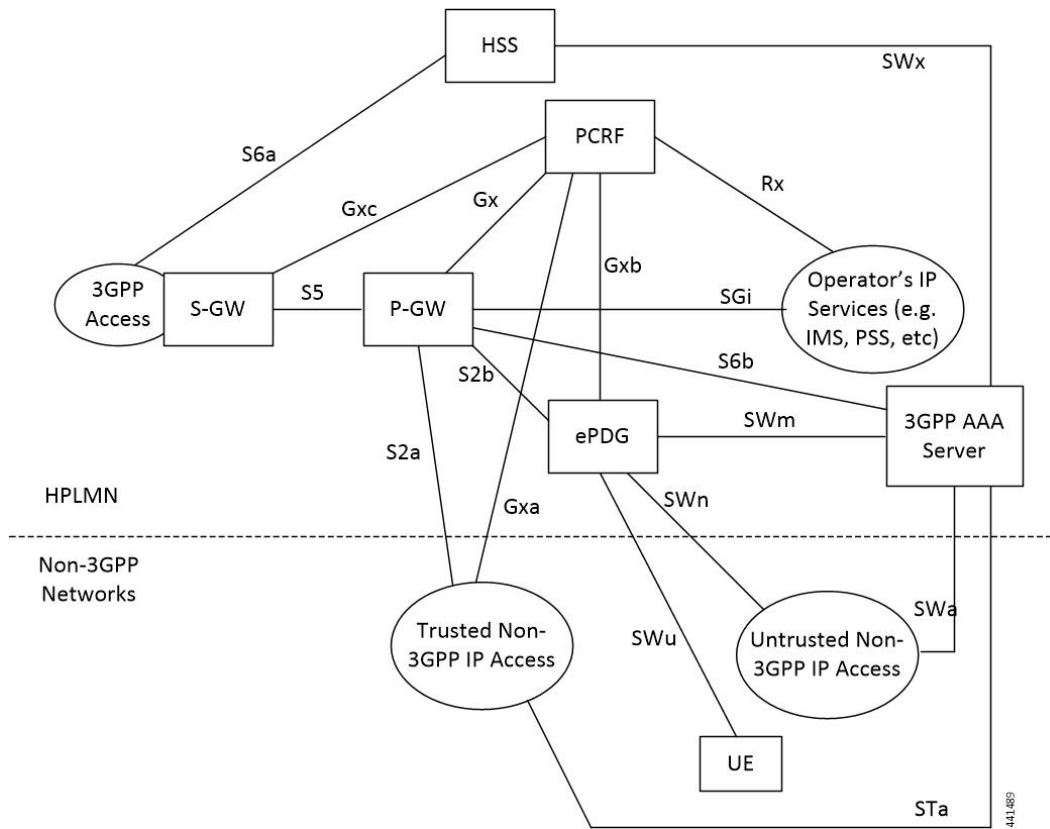 HSS
SWx
PCRF
S6a
Rx
Gxc
Gx
Gxb
3GPP
Access
S-GW
S5
P-GW
SGi
Operator’s IP
Services (e.g.
IMS, PSS, etc)
S6b
S2b
ePDG
SWm
3GPP AAA
Server
S2a
HPLMN
Gxa
SWn
Non-3GPP
Networks
SWa
Trusted Non-
3GPP IP Access
SWu
Untrusted Non-
3GPP IP Access
UE
STa
441489